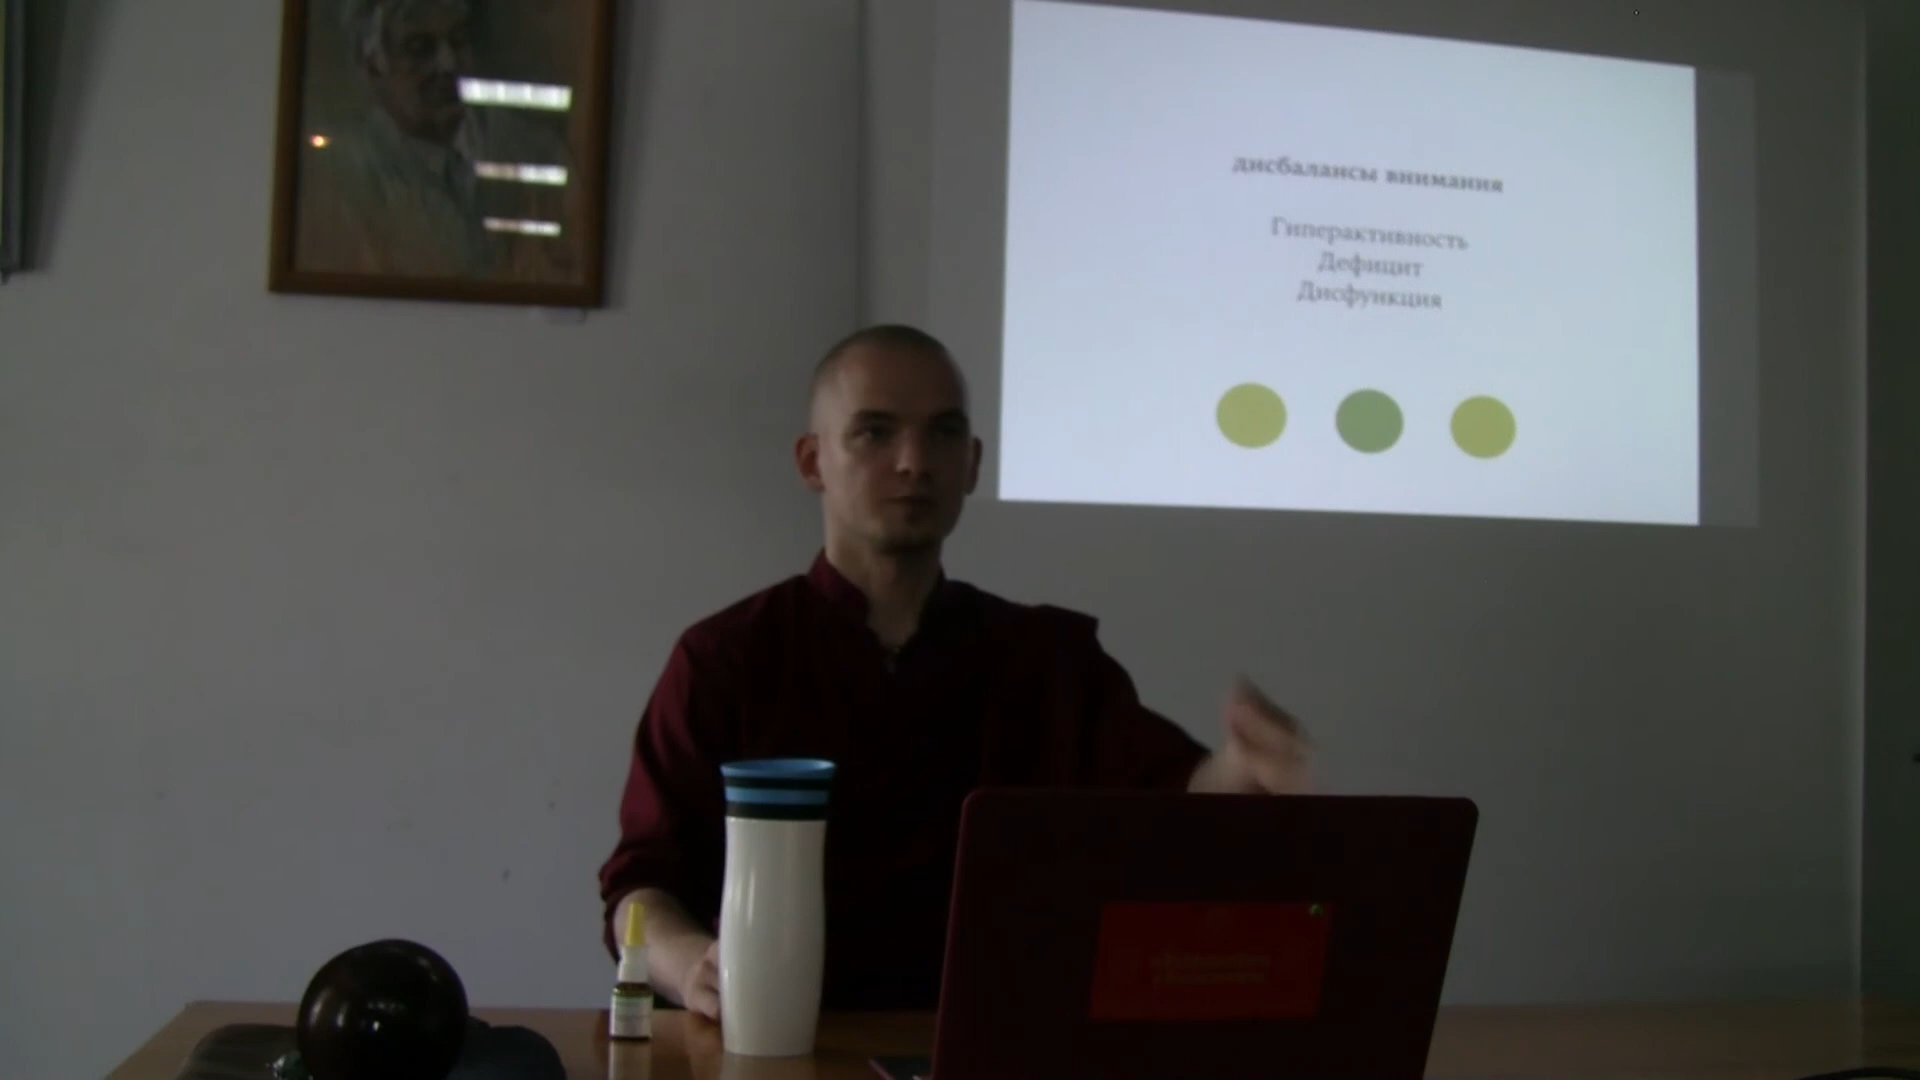 дисбалансы внимания
Гиперактивность
Дефицит
Дисфункция